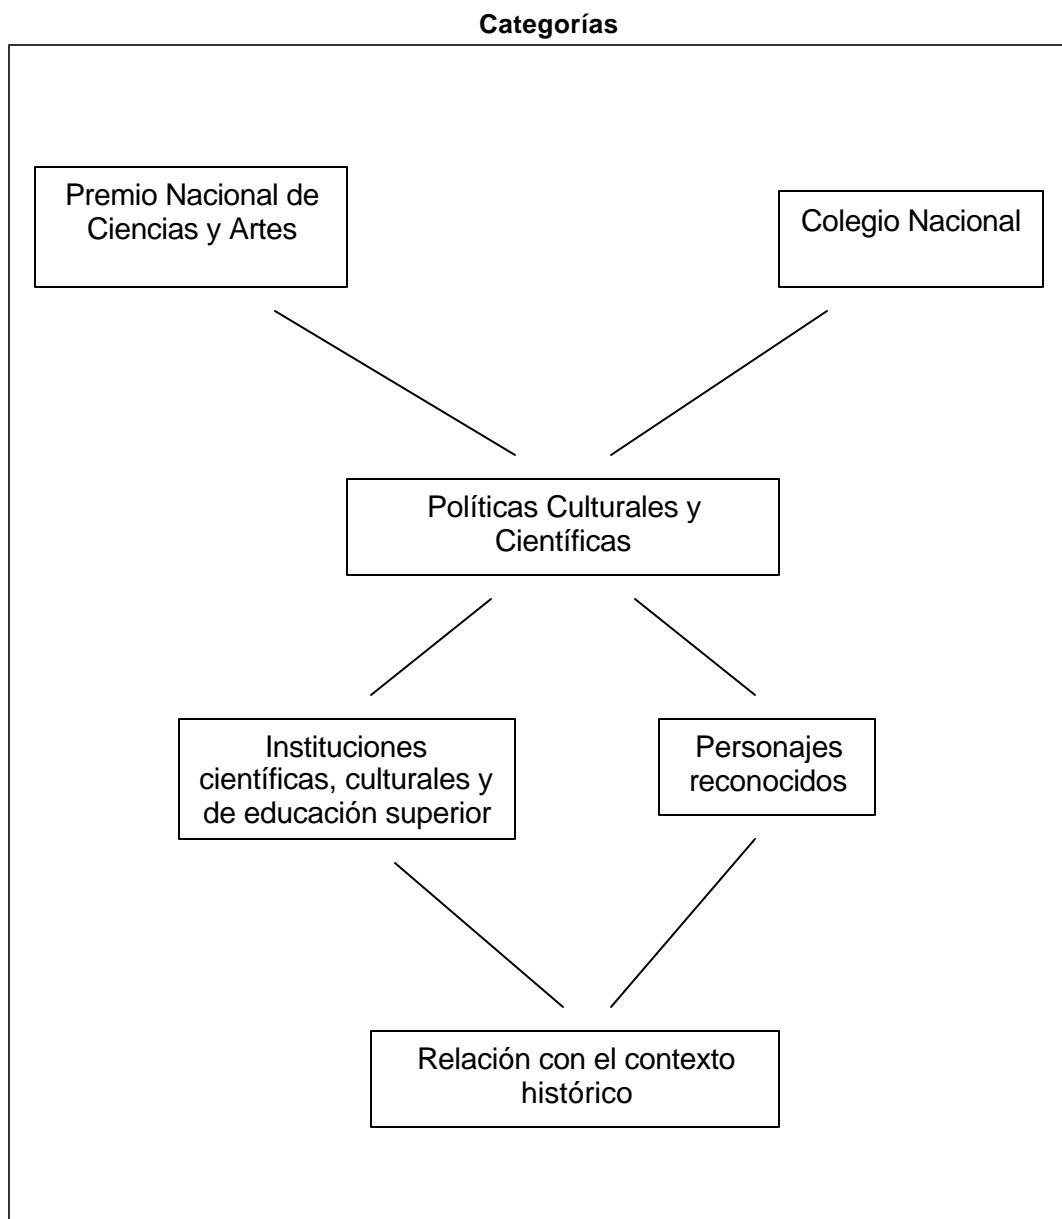 Categorías
Premio Nacional de
Ciencias y Artes
Colegio Nacional
Políticas Culturales y
Científicas
Instituciones
científicas, culturales y
de educación superior
Personajes
reconocidos
Relación con el contexto
histórico